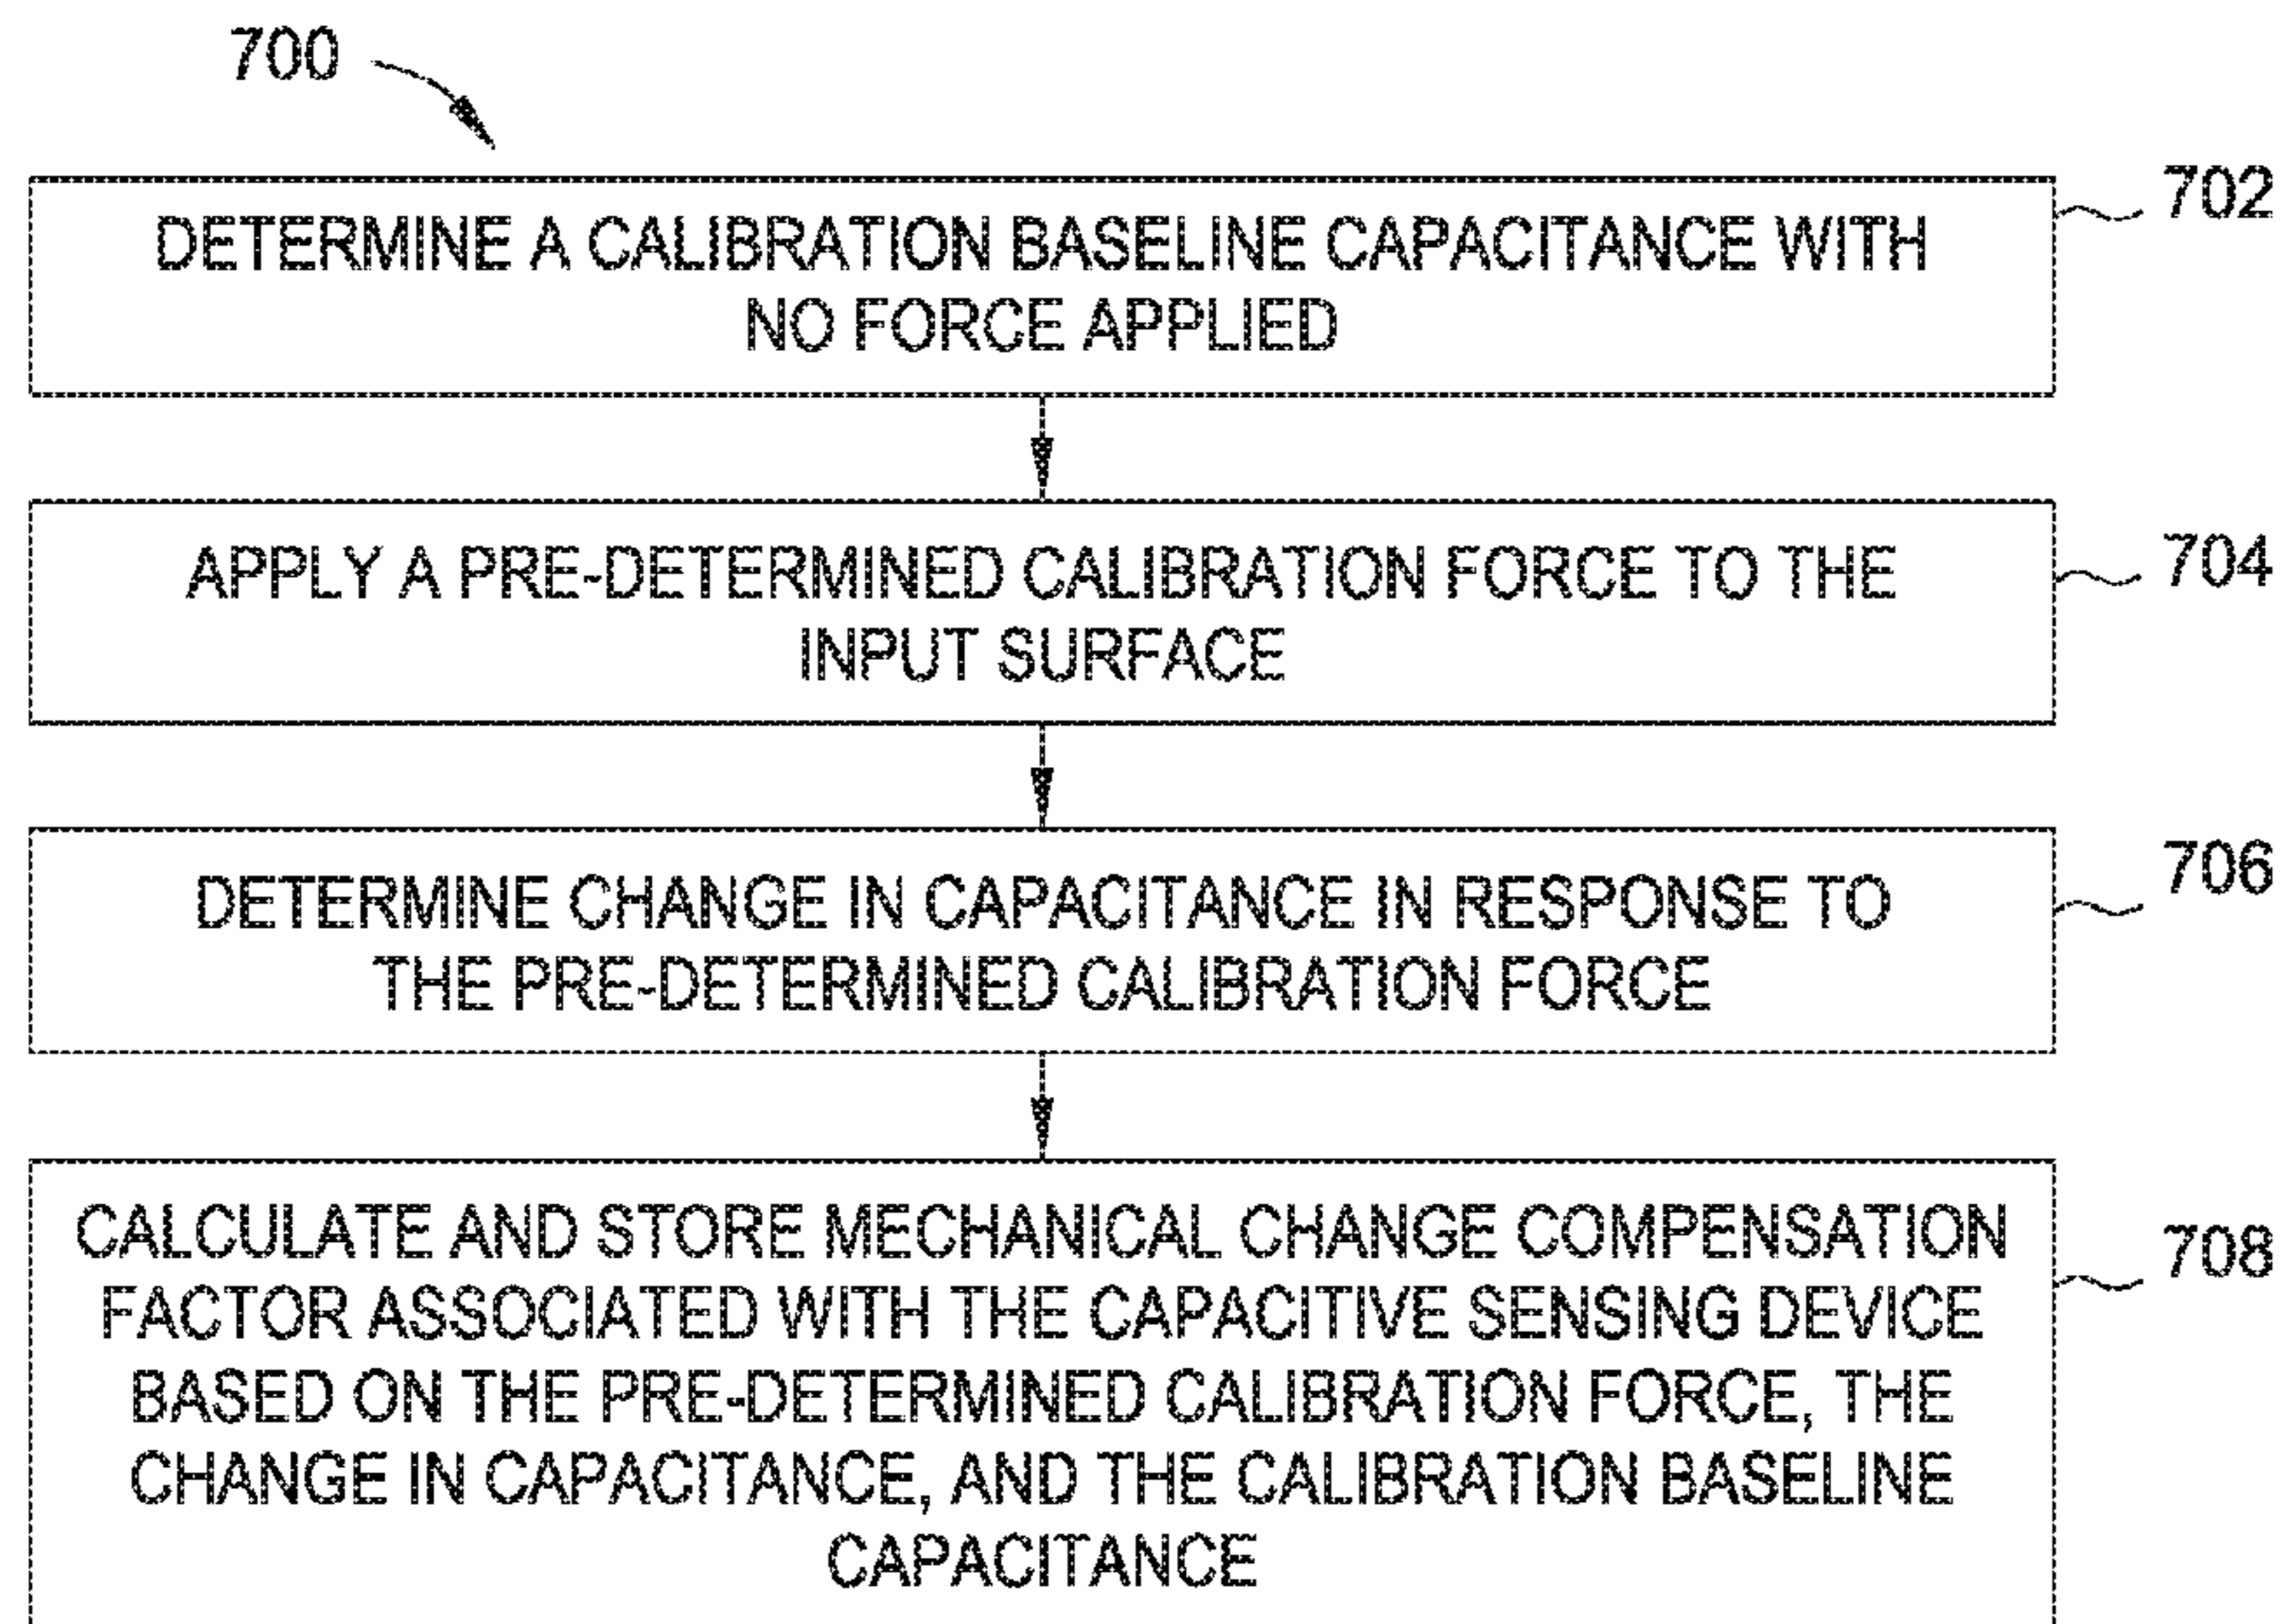 700
702
DETERMINE A CALIBRATION BASELINE CAPACITANCE WITH
NO FORCE APPLIED
704
APPLY A PRE-DETERMINED CALIBRATION FORCE TO THE
INPUT SURFACE
706
DETERMINE CHANGE IN CAPACITANCE IN RESPONSE TO
THE PRE-DETERMINED CALIBRATION FORCE
708
CALCULATE AND STORE MECHANICAL CHANGE COMPENSATION
FACTOR ASSOCIATED WITH THE CAPACITIVE SENSING DEVICE
BASED ON THE PRE-DETERMINED CALIBRATION FORCE, THE
CHANGE IN CAPACITANCE, AND THE CALIBRATION BASELINE
CAPACITANCE